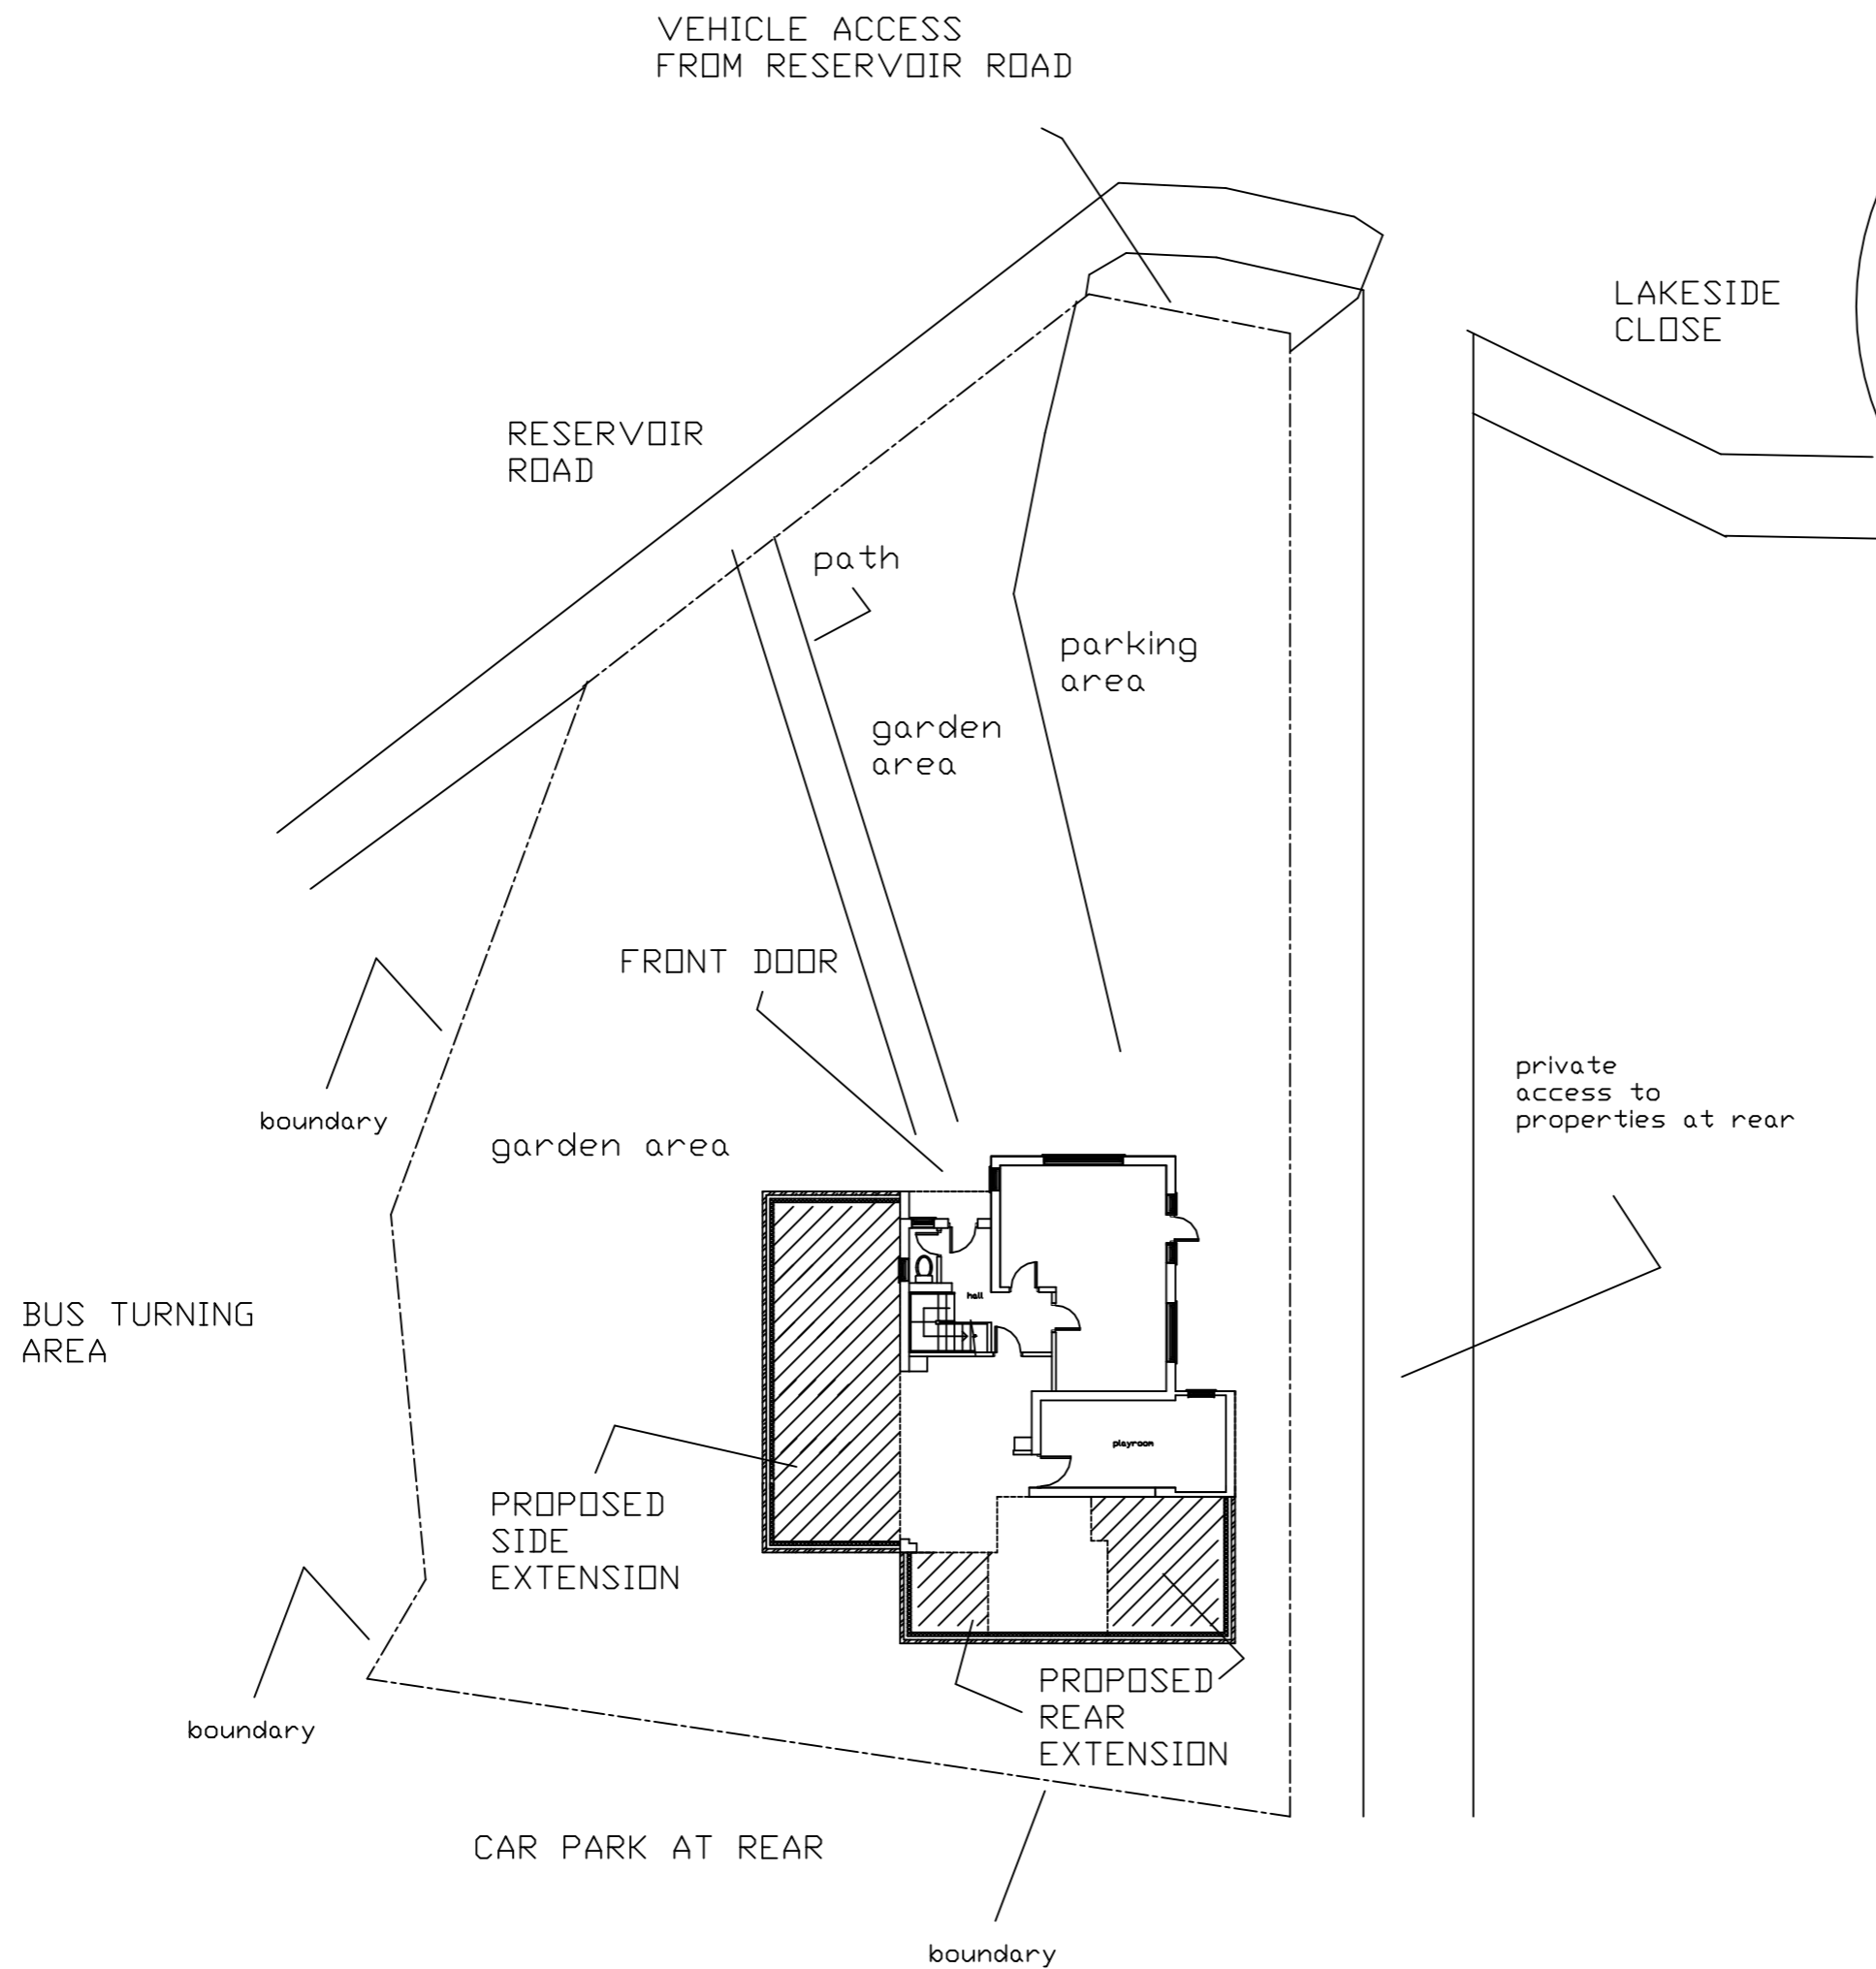 VEHICLE ACCESS
FROM RESERVOIR ROAD
LAKESIDE
CLOSE
RESERVOIR
ROAD
path
parking
area
garden
area
FRONT DOOR
private
access to
properties at rear
boundary
garden area
hall
BUS TURNING
AREA
playroom
PROPOSED
SIDE
EXTENSION
PROPOSED
REAR
EXTENSION
boundary
CAR PARK AT REAR
boundary